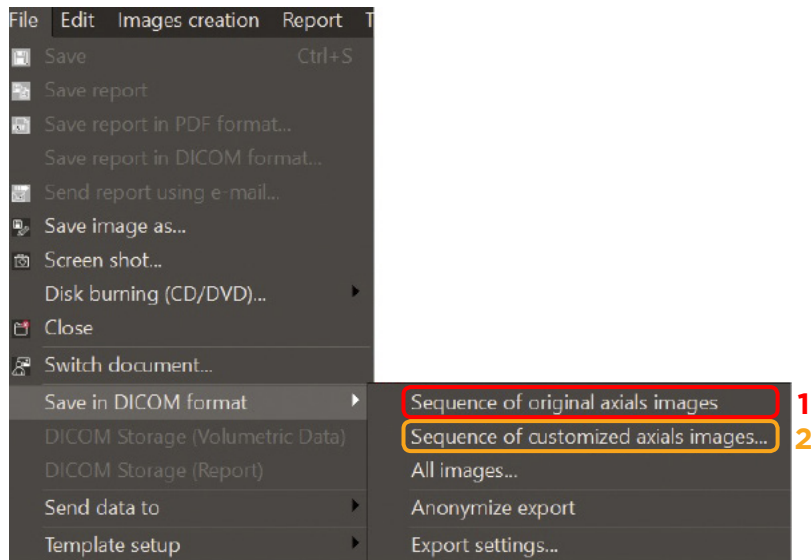 File Edit Images creation Report T
Save Ctrl+S
Save report
Save report in PDF format...
Save report in DICOM format...
Send report using e-mail...
Save image as...
Screen shot...
Disk burning (CD/DVD)...
Close
Switch document...
Save in DICOM format
DICOM Storage (Volumetric Data)
DICOM Storage (Report)
Send data to
Template setup
Sequence of original axials images 1
Sequence of customized axials images... 2
All images...
Anonymize export
Export settings...